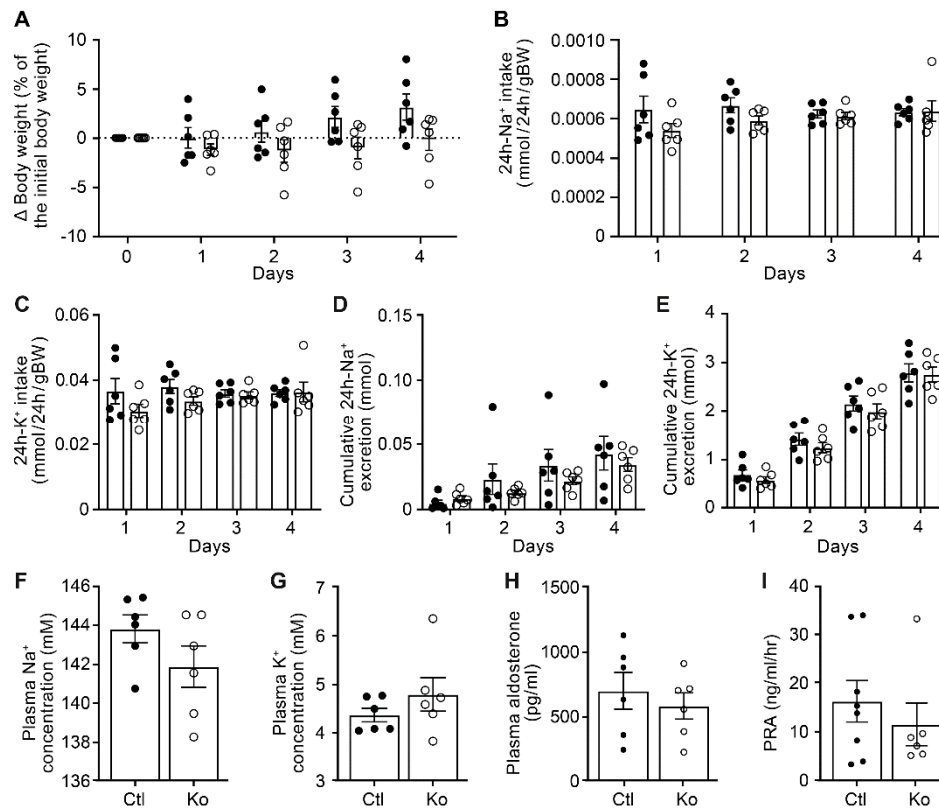 A
Δ Body weight (% of
the initial body weight)
10
5
0
-5
-10
0 1 2 3 4
Days
B
24h-Na⁺ intake
(mmol/24h/gBW)
0.0010
0.0008
0.0006
0.0004
0.0002
0
1 2 3 4
Days
C
24h-K⁺ intake
(mmol/24h/gBW)
0.06
0.04
0.02
0
1 2 3 4
Days
D
Cumulative 24h-Na⁺
excretion (mmol)
0.15
0.10
0.05
0
1 2 3 4
Days
E
Cumulative 24h-K⁺
excretion (mmol)
4
3
2
1
0
1 2 3 4
Days
F
Plasma Na⁺
concentration (mM)
146
144
142
140
138
136
Ctl Ko
G
Plasma K⁺
concentration (mM)
7
6
5
4
3
Ctl Ko
H
Plasma aldosterone
(pg/ml)
1500
1000
500
0
Ctl Ko
I
PRA (ng/ml/hr)
40
30
20
10
0
Ctl Ko